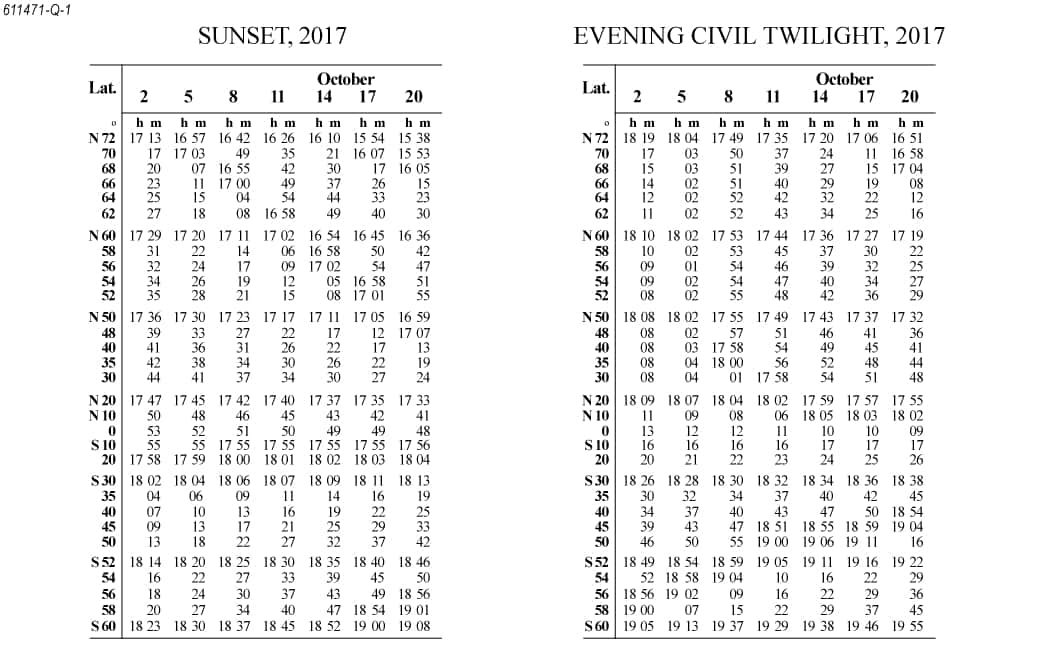 611471-Q-1
SUNSET, 2017
Lat. October
2 5 8 11 14 17 20
o h m h m h m h m h m h m h m
N 72 17 13 16 57 16 42 16 26 16 10 15 54 15 38
70 17 17 03 49 35 21 16 07 15 53
68 20 07 16 55 42 30 17 16 05
66 23 11 17 00 49 37 26 15
64 25 15 04 54 44 33 23
62 27 18 08 16 58 49 40 30
N 60 17 29 17 20 17 11 17 02 16 54 16 45 16 36
58 31 22 14 06 16 58 50 42
56 32 24 17 09 17 02 54 47
54 34 26 19 12 05 16 58 51
52 35 28 21 15 08 17 01 55
N 50 17 36 17 30 17 23 17 17 17 11 17 05 16 59
48 39 33 27 22 17 12 17 07
40 41 36 31 26 22 17 13
35 42 38 34 30 26 22 19
30 44 41 37 34 30 27 24
N 20 17 47 17 45 17 42 17 40 17 37 17 35 17 33
N 10 50 48 46 45 43 42 41
0 53 52 51 50 49 49 48
S 10 55 55 17 55 17 55 17 55 17 55 17 56
20 17 58 17 59 18 00 18 01 18 02 18 03 18 04
S 30 18 02 18 04 18 06 18 07 18 09 18 11 18 13
35 04 06 09 11 14 16 19
40 07 10 13 16 19 22 25
45 09 13 17 21 25 29 33
50 13 18 22 27 32 37 42
S 52 18 14 18 20 18 25 18 30 18 35 18 40 18 46
54 16 22 27 33 39 45 50
56 18 24 30 37 43 49 18 56
58 20 27 34 40 47 18 54 19 01
S 60 18 23 18 30 18 37 18 45 18 52 19 00 19 08
EVENING CIVIL TWILIGHT, 2017
Lat. October
2 5 8 11 14 17 20
o h m h m h m h m h m h m h m
N 72 18 19 18 04 17 49 17 35 17 20 17 06 16 51
70 17 03 50 37 24 11 16 58
68 15 03 51 39 27 15 17 04
66 14 02 51 40 29 19 08
64 12 02 52 42 32 22 12
62 11 02 52 43 34 25 16
N 60 18 10 18 02 17 53 17 44 17 36 17 27 17 19
58 10 02 53 45 37 30 22
56 09 01 54 46 39 32 25
54 09 02 54 47 40 34 27
52 08 02 55 48 42 36 29
N 50 18 08 18 02 17 55 17 49 17 43 17 37 17 32
48 08 02 57 51 46 41 36
40 08 03 17 58 54 49 45 41
35 08 04 18 00 56 52 48 44
30 08 04 01 17 58 54 51 48
N 20 18 09 18 07 18 04 18 02 17 59 17 57 17 55
N 10 11 09 08 06 18 05 18 03 18 02
0 13 12 12 11 10 10 09
S 10 16 16 16 16 17 17 17
20 20 21 22 23 24 25 26
S 30 18 26 18 28 18 30 18 32 18 34 18 36 18 38
35 30 32 34 37 40 42 45
40 34 37 40 43 47 50 18 54
45 39 43 47 18 51 18 55 18 59 19 04
50 46 50 55 19 00 19 06 19 11 16
S 52 18 49 18 54 18 59 19 05 19 11 19 16 19 22
54 52 18 58 19 04 10 16 22 29
56 18 56 19 02 09 16 22 29 36
58 19 00 07 15 22 29 37 45
S 60 19 05 19 13 19 37 19 29 19 38 19 46 19 55